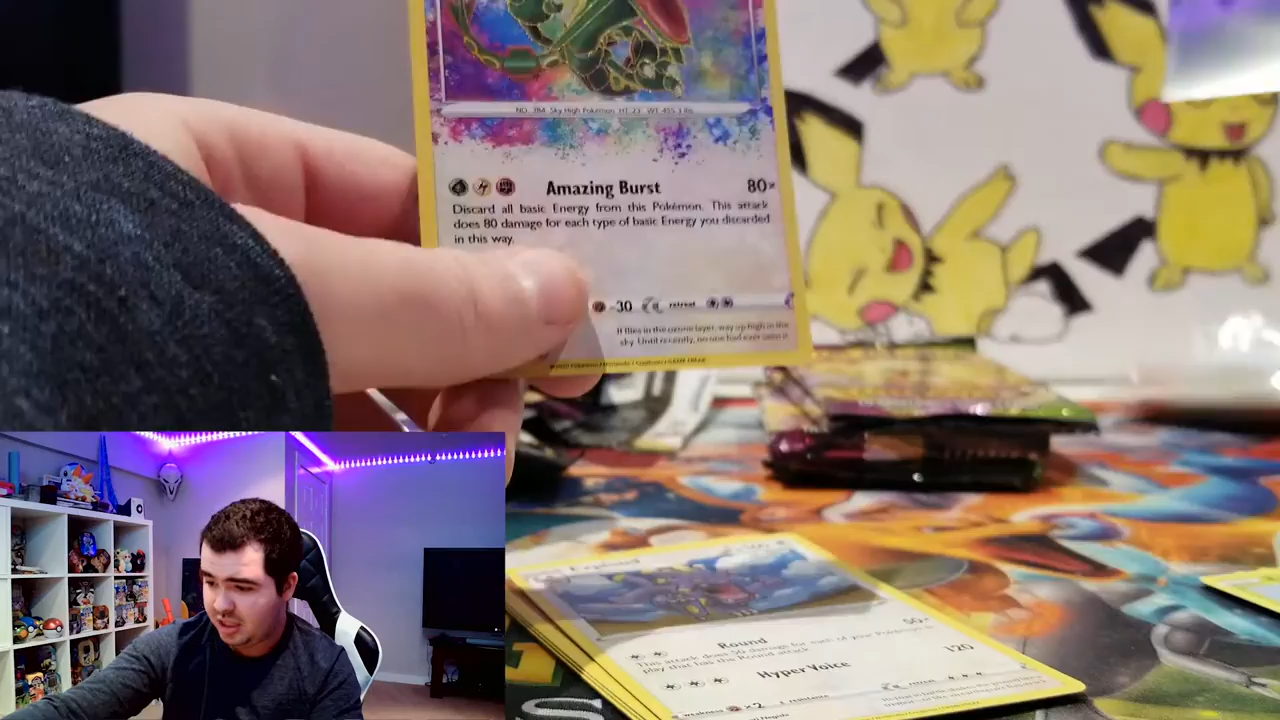 NO. 384 Sky High Pokémon HT: 23' WT: 455.3 lbs.
Amazing Burst 80×
Discard all basic Energy from this Pokémon. This attack
does 80 damage for each type of basic Energy you discarded
in this way.
-30 retreat
It flies in the ozone layer, way up high in the
sky. Until recently, no one had ever seen it.
Round 50×
This attack does 50 damage for each of your Pokémon in
play that has the Round attack.
Hyper Voice 120
weakness ×2 resistance retreat